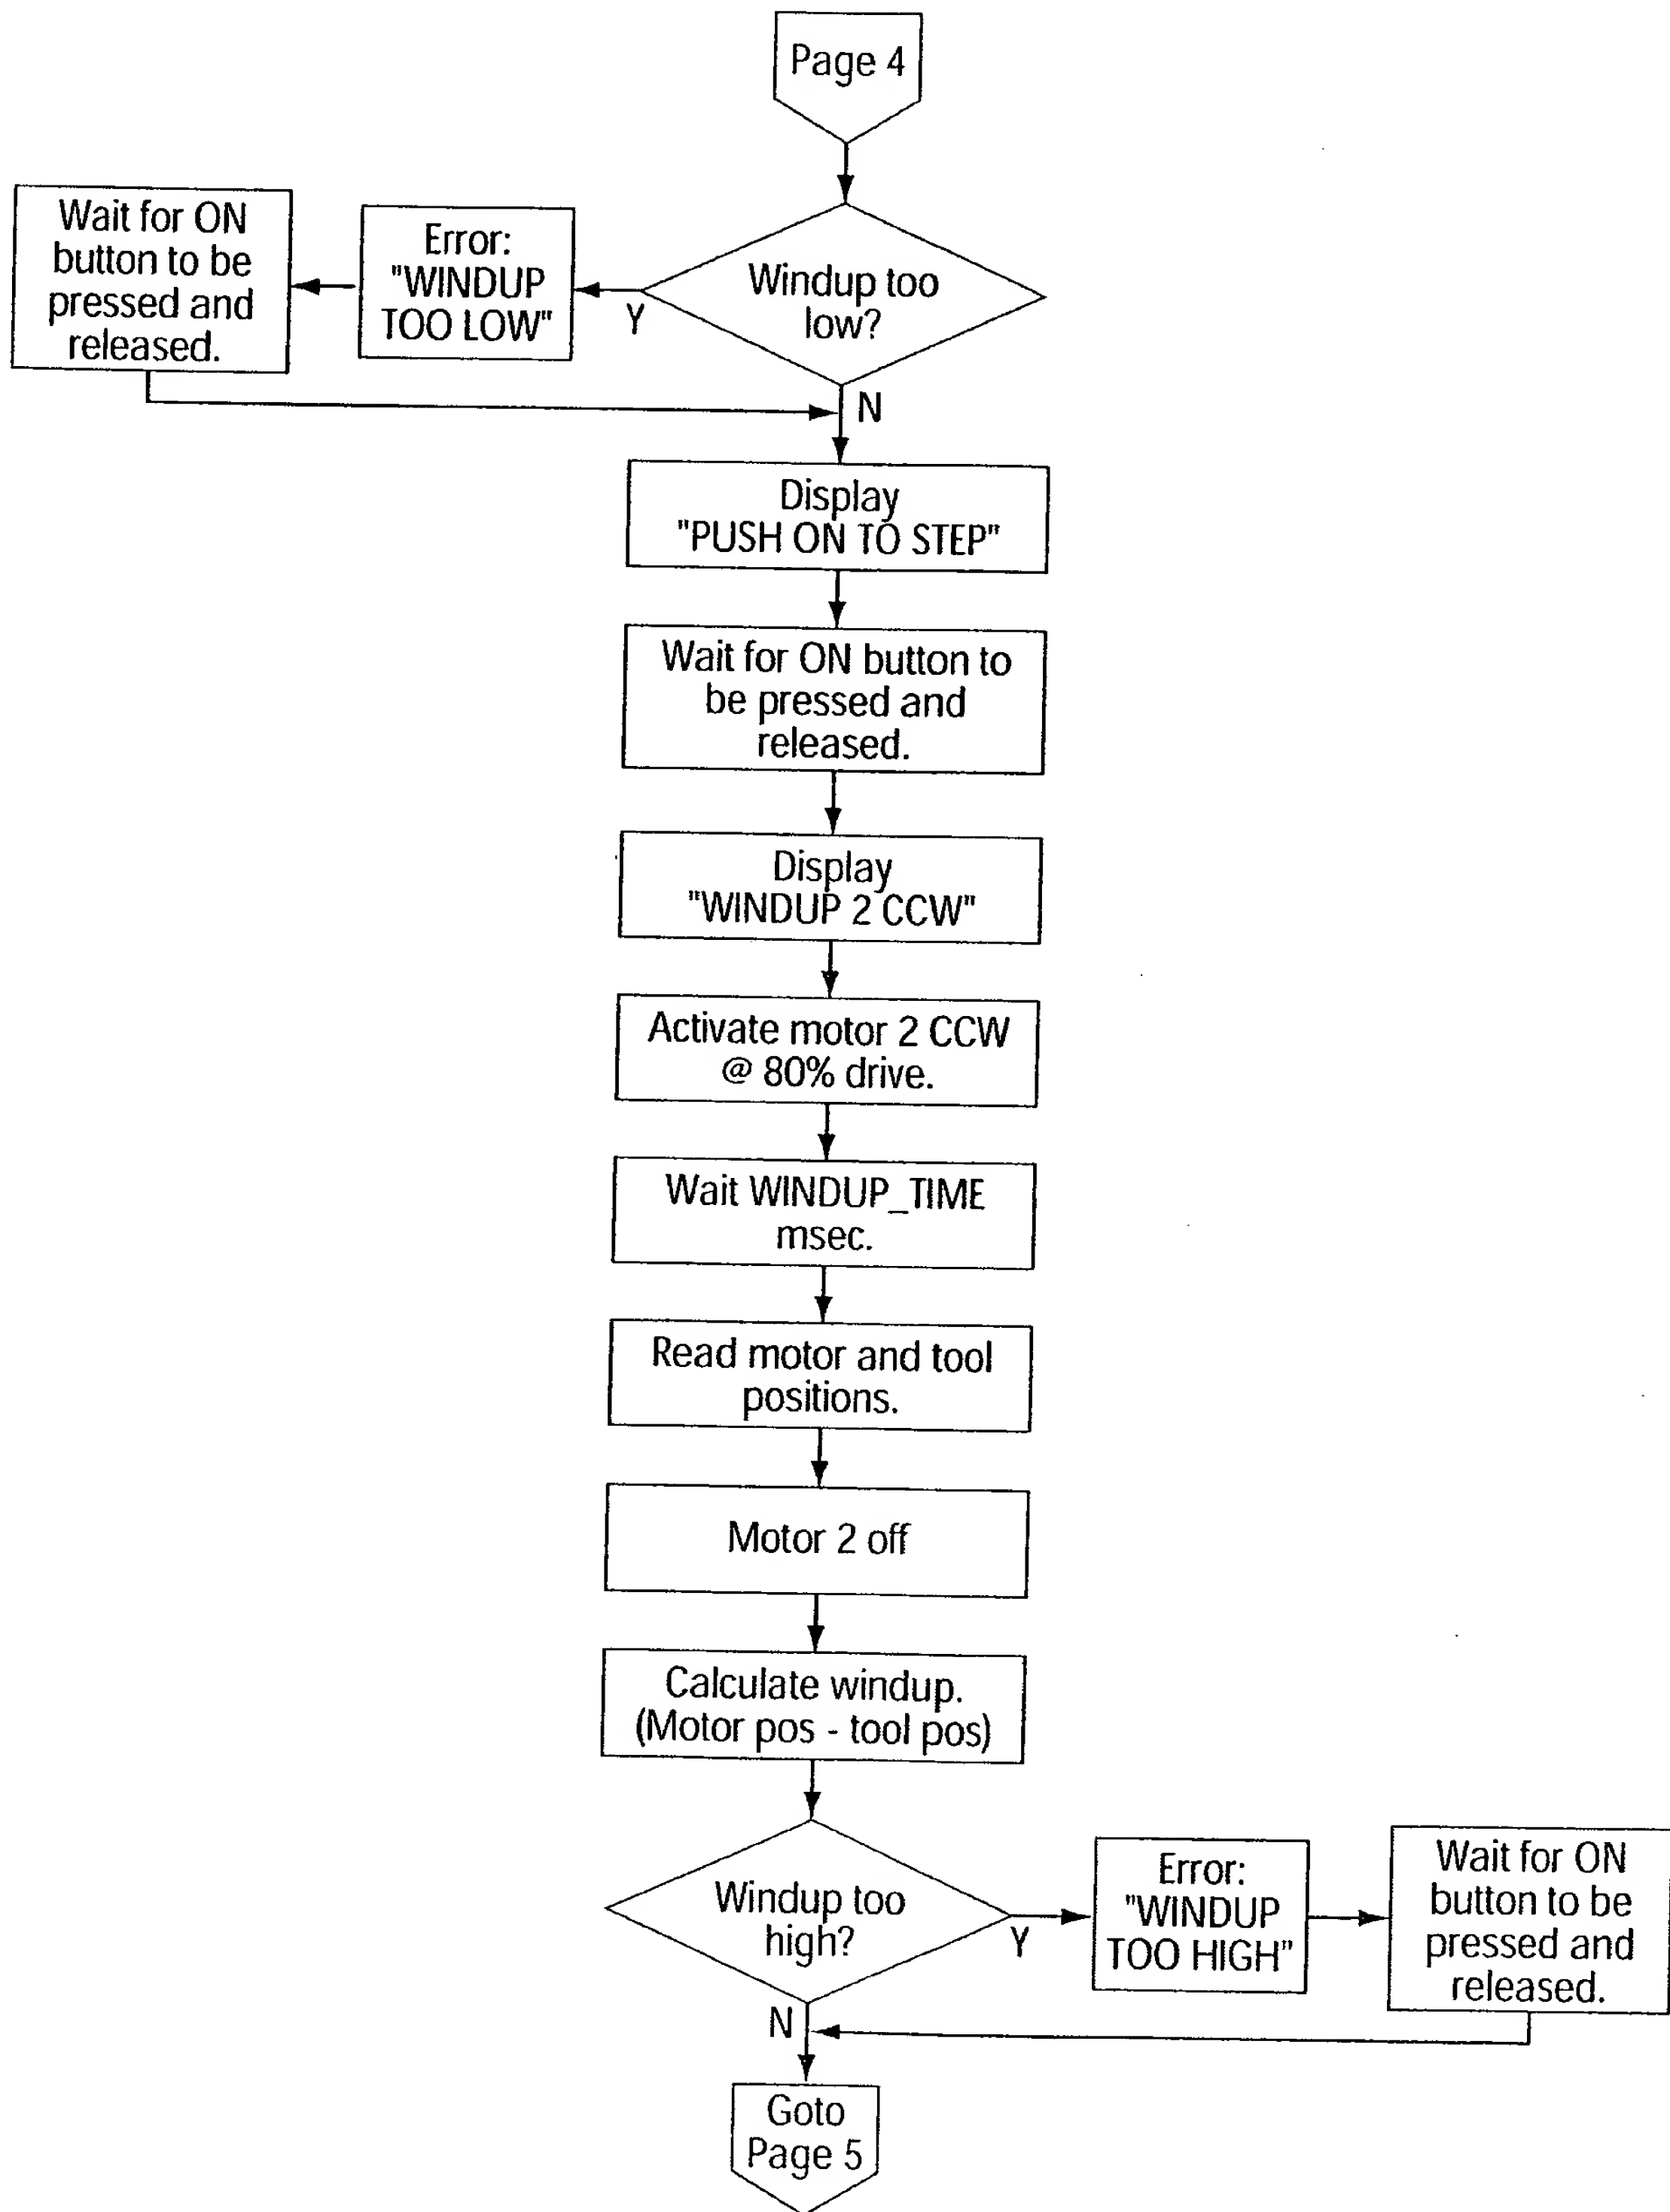 Page 4
Windup too
low?
Y
Error:
"WINDUP
TOO LOW"
Wait for ON
button to be
pressed and
released.
N
Display
"PUSH ON TO STEP"
Wait for ON button to
be pressed and
released.
Display
"WINDUP 2 CCW"
Activate motor 2 CCW
@ 80% drive.
Wait WINDUP_TIME
msec.
Read motor and tool
positions.
Motor 2 off
Calculate windup.
(Motor pos - tool pos)
Windup too
high?
Y
Error:
"WINDUP
TOO HIGH"
Wait for ON
button to be
pressed and
released.
N
Goto
Page 5